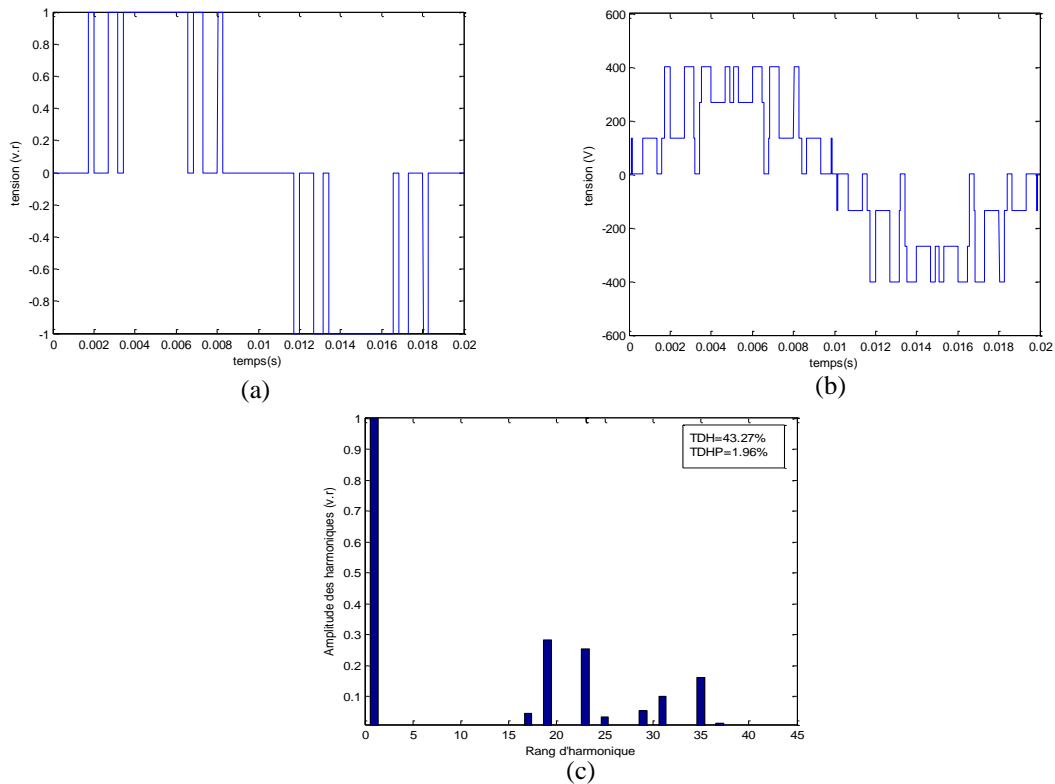 1
0.8
0.6
0.4
0.2
0
-0.2
-0.4
-0.6
-0.8
-1
tension (v.r)
0 0.002 0.004 0.006 0.008 0.01 0.012 0.014 0.016 0.018 0.02
temps(s)
(a)
600
400
200
0
-200
-400
-600
tension (V)
0 0.002 0.004 0.006 0.008 0.01 0.012 0.014 0.016 0.018 0.02
temps(s)
(b)
1
0.9
0.8
0.7
0.6
0.5
0.4
0.3
0.2
0.1
Amplitude des harmoniques (v.r)
TDH=43.27%
TDHP=1.96%
0 5 10 15 20 25 30 35 40 45
Rang d'harmonique
(c)